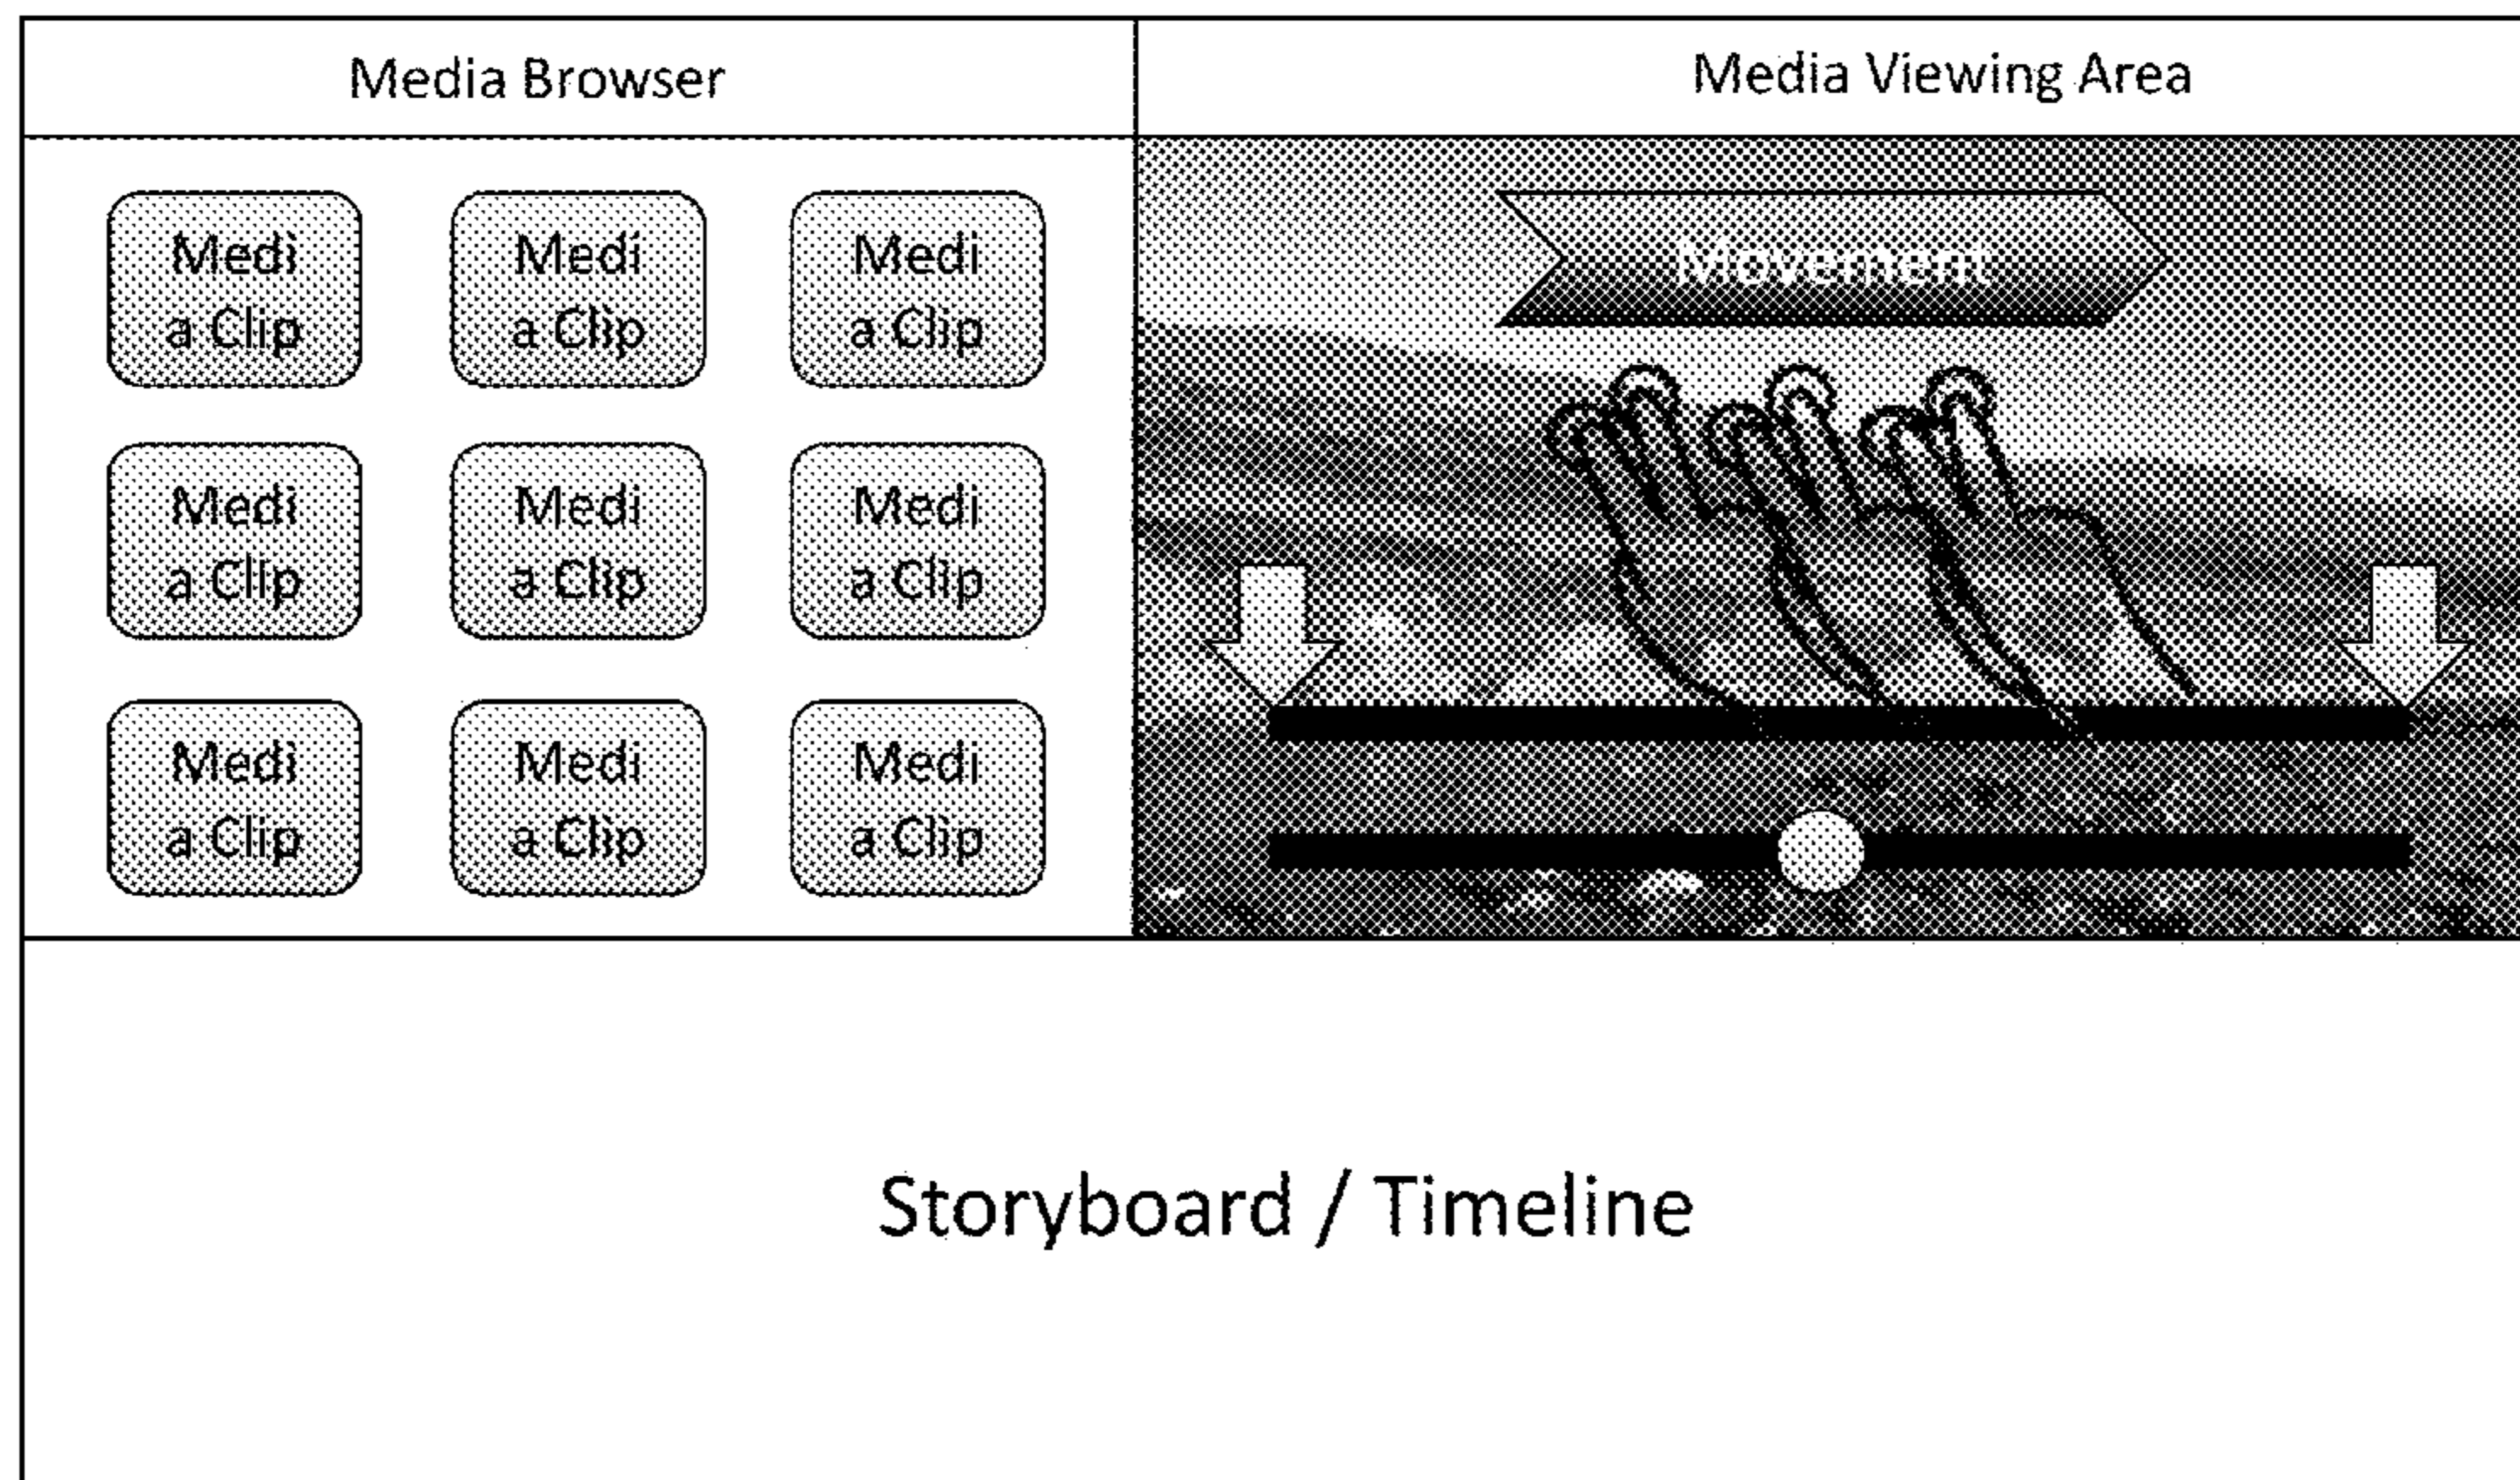 Media Browser
Media Viewing Area
Medi
a Clip
Medi
a Clip
Medi
a Clip
Movement
Medi
a Clip
Medi
a Clip
Medi
a Clip
Medi
a Clip
Medi
a Clip
Medi
a Clip
Storyboard / Timeline